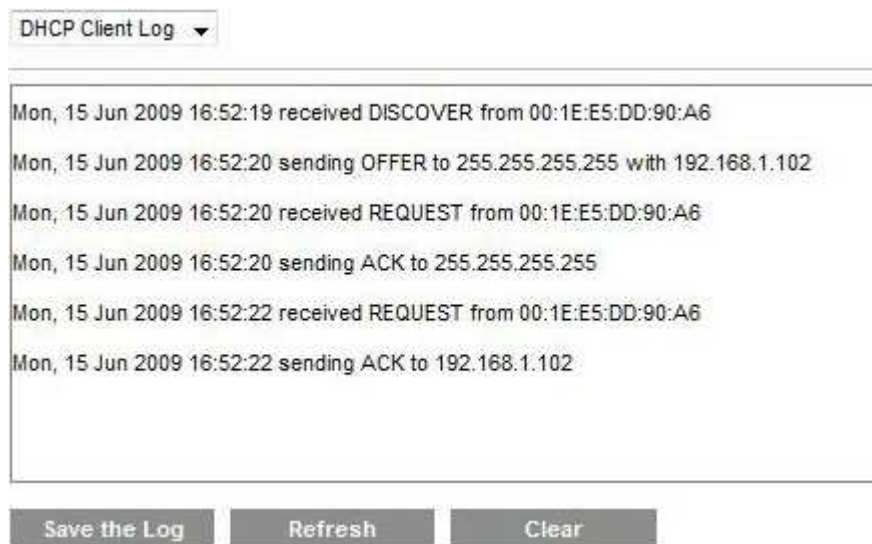 DHCP Client Log
Mon, 15 Jun 2009 16:52:19 received DISCOVER from 00:1E:E5:DD:90:A6
Mon, 15 Jun 2009 16:52:20 sending OFFER to 255.255.255.255 with 192.168.1.102
Mon, 15 Jun 2009 16:52:20 received REQUEST from 00:1E:E5:DD:90:A6
Mon, 15 Jun 2009 16:52:20 sending ACK to 255.255.255.255
Mon, 15 Jun 2009 16:52:22 received REQUEST from 00:1E:E5:DD:90:A6
Mon, 15 Jun 2009 16:52:22 sending ACK to 192.168.1.102
Save the Log Refresh Clear